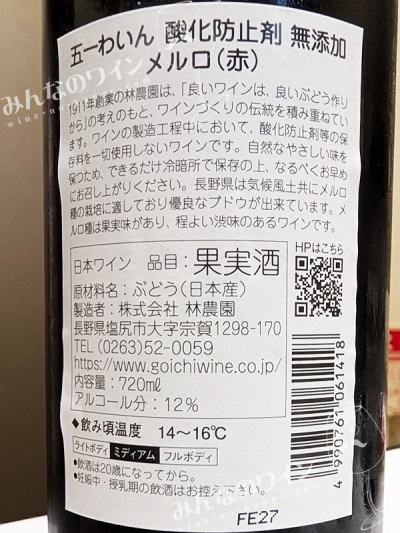 五一わいん 酸化防止剤 無添加
メルロ(赤)
1911年創業の林農園は、「良いワインは、良いぶどう作り
から」の考えのもと、ワインづくりの伝統を積み重ねてい
ます。ワインの製造工程中において、酸化防止剤等の保
存料を一切使用しないワインです。自然なやさしい味を
保つため、できるだけ冷暗所で保存の上、なるべくお早め
にお召し上がりください。長野県は気候風土共にメルロ
種の栽培に適しており優良なブドウが出来ています。メ
ルロ種は果実味があり、程よい渋味のあるワインです。
HPはこちら
日本ワイン 品目:果実酒
原材料名:ぶどう(日本産)
製造者:株式会社 林農園
長野県塩尻市大字宗賀1298-170
TEL (0263)52-0059
https://www.goichiwine.co.jp/
内容量:720mℓ
アルコール分:12%
◆飲み頃温度 14~16℃
ライトボディ ミディアム フルボディ
●飲酒は20歳になってから。
●妊娠中・授乳期の飲酒はお控えください。
4 990761 061418
FE27
みんなのワイン